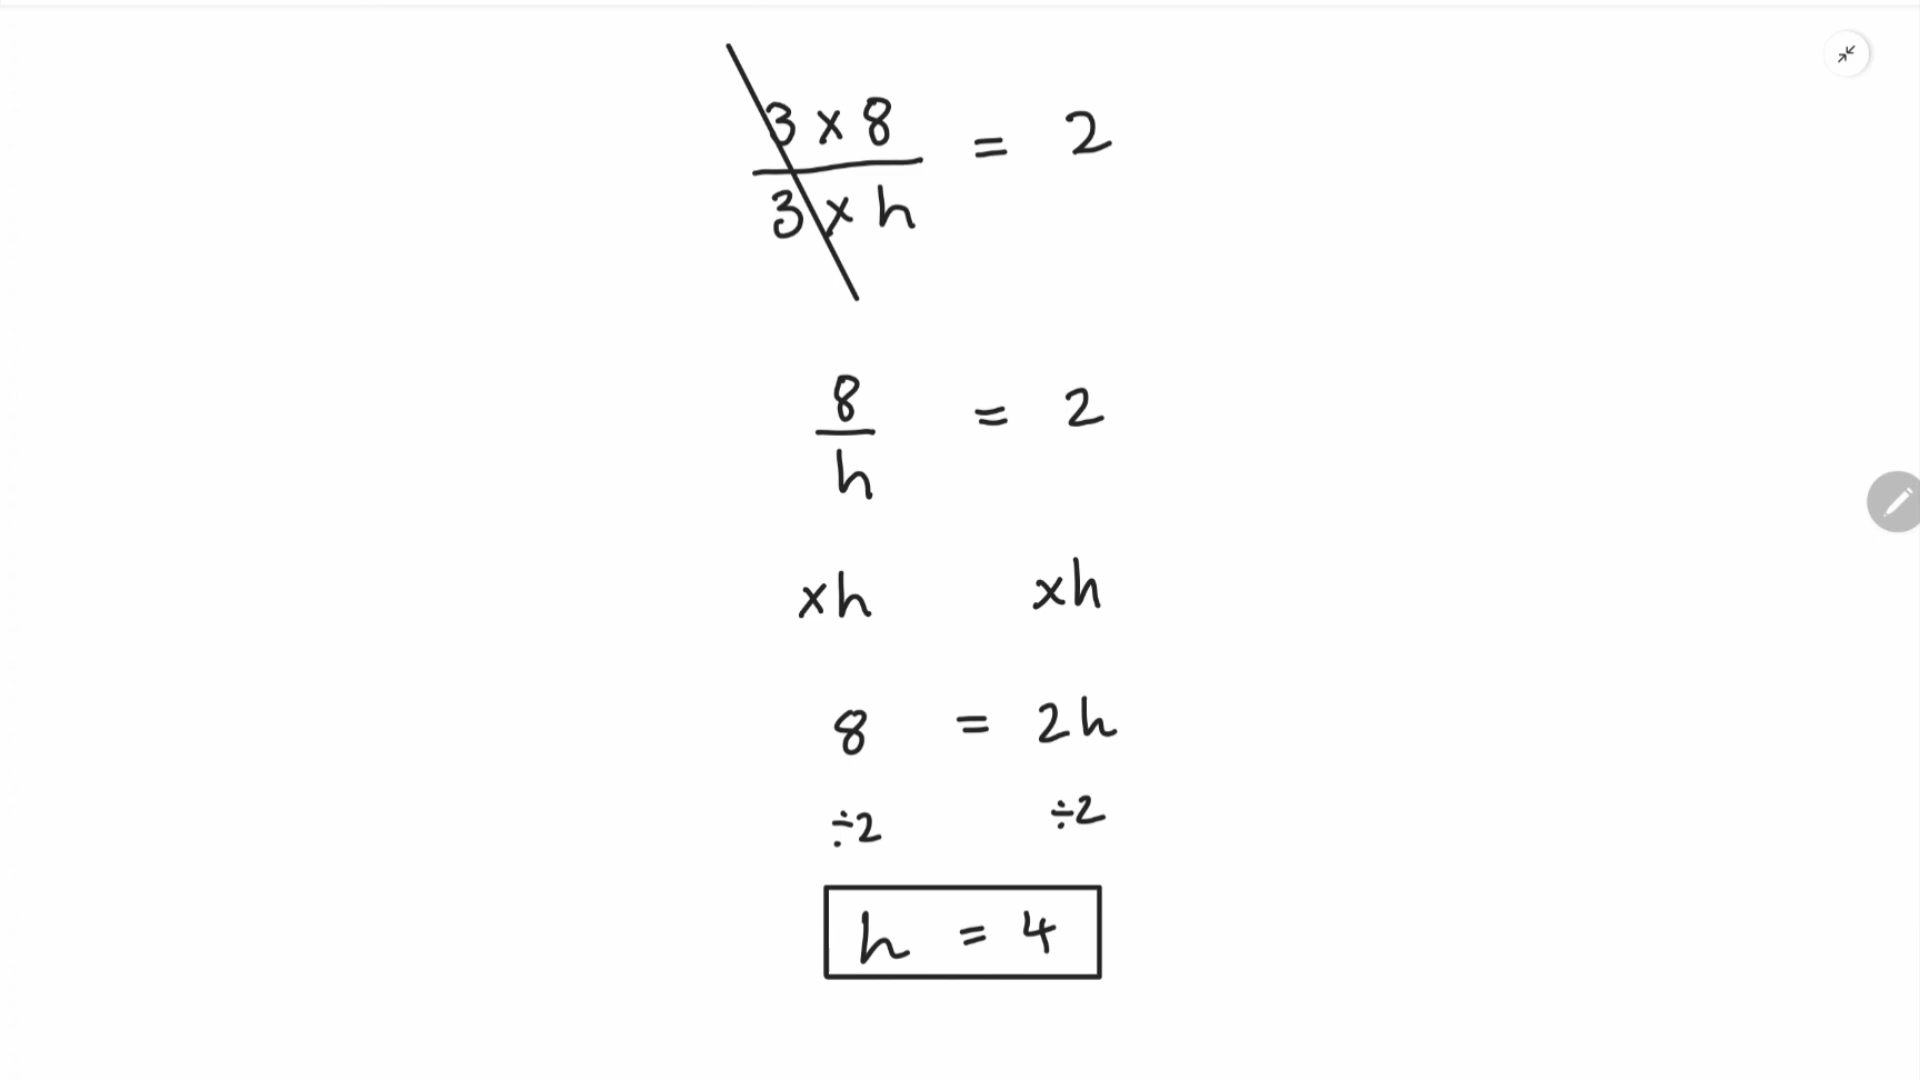 3 x 8 = 2
3 x h
8 = 2
h
xh xh
8 = 2h
÷2 ÷2
h = 4